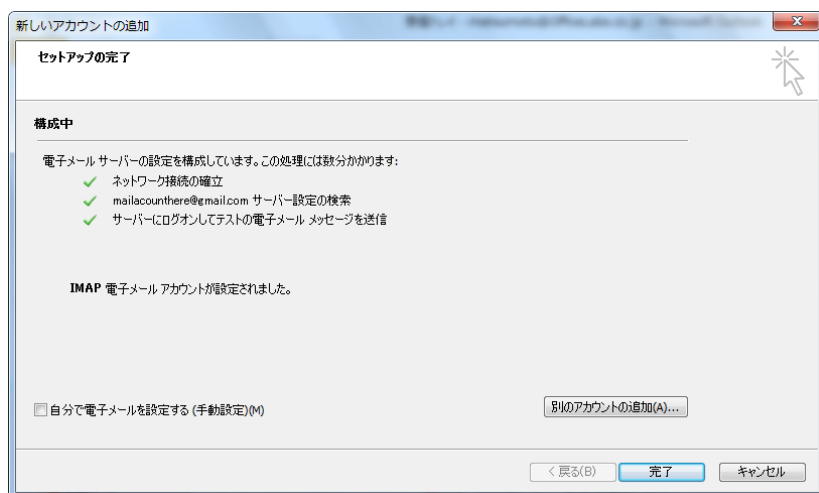 新しいアカウントの追加
セットアップの完了
構成中
電子メール サーバーの設定を構成しています。この処理には数分かかります:
ネットワーク接続の確立
mailacounthere@gmail.com サーバー設定の検索
サーバーにログオンしてテストの電子メール メッセージを送信
IMAP 電子メール アカウントが設定されました。
自分で電子メールを設定する (手動設定)(M)
別のアカウントの追加(A)...
< 戻る(B)
完了
キャンセル